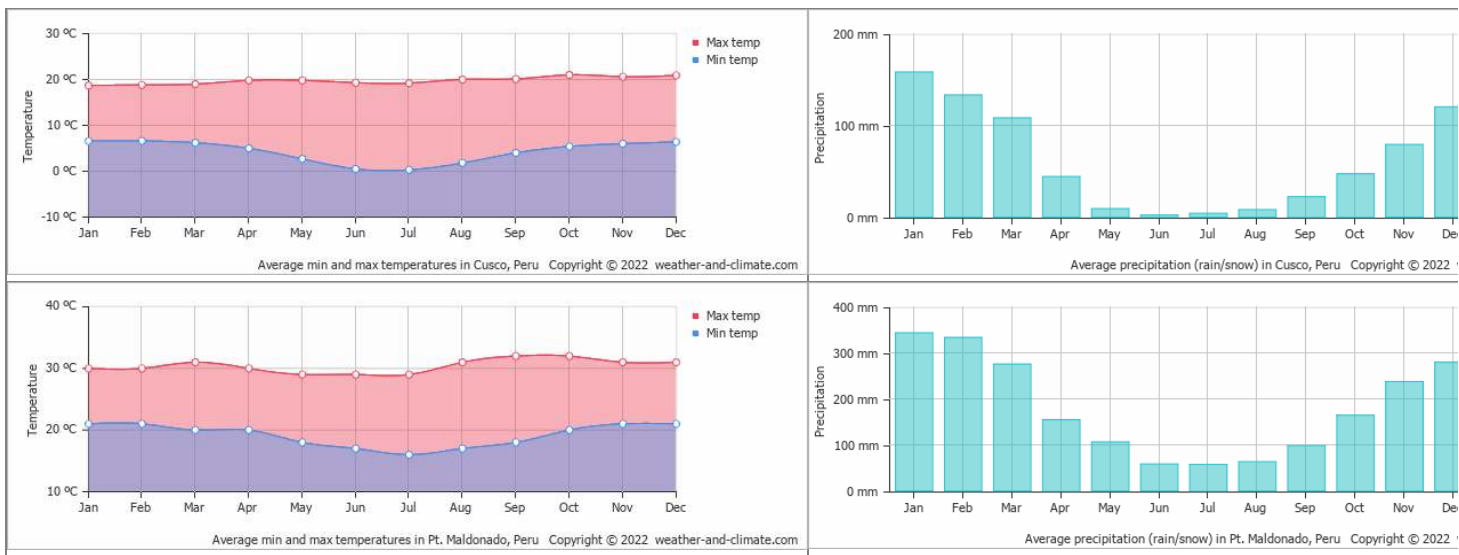 30 ºC
20 ºC
10 ºC
0 ºC
-10 ºC
Temperature
Jan Feb Mar Apr May Jun Jul Aug Sep Oct Nov Dec
Max temp
Min temp
Average min and max temperatures in Cusco, Peru Copyright © 2022 weather-and-climate.com
200 mm
100 mm
0 mm
Precipitation
Jan Feb Mar Apr May Jun Jul Aug Sep Oct Nov De
Average precipitation (rain/snow) in Cusco, Peru Copyright © 2022
40 ºC
30 ºC
20 ºC
10 ºC
Temperature
Jan Feb Mar Apr May Jun Jul Aug Sep Oct Nov Dec
Max temp
Min temp
Average min and max temperatures in Pt. Maldonado, Peru Copyright © 2022 weather-and-climate.com
400 mm
300 mm
200 mm
100 mm
0 mm
Precipitation
Jan Feb Mar Apr May Jun Jul Aug Sep Oct Nov De
Average precipitation (rain/snow) in Pt. Maldonado, Peru Copyright © 2022